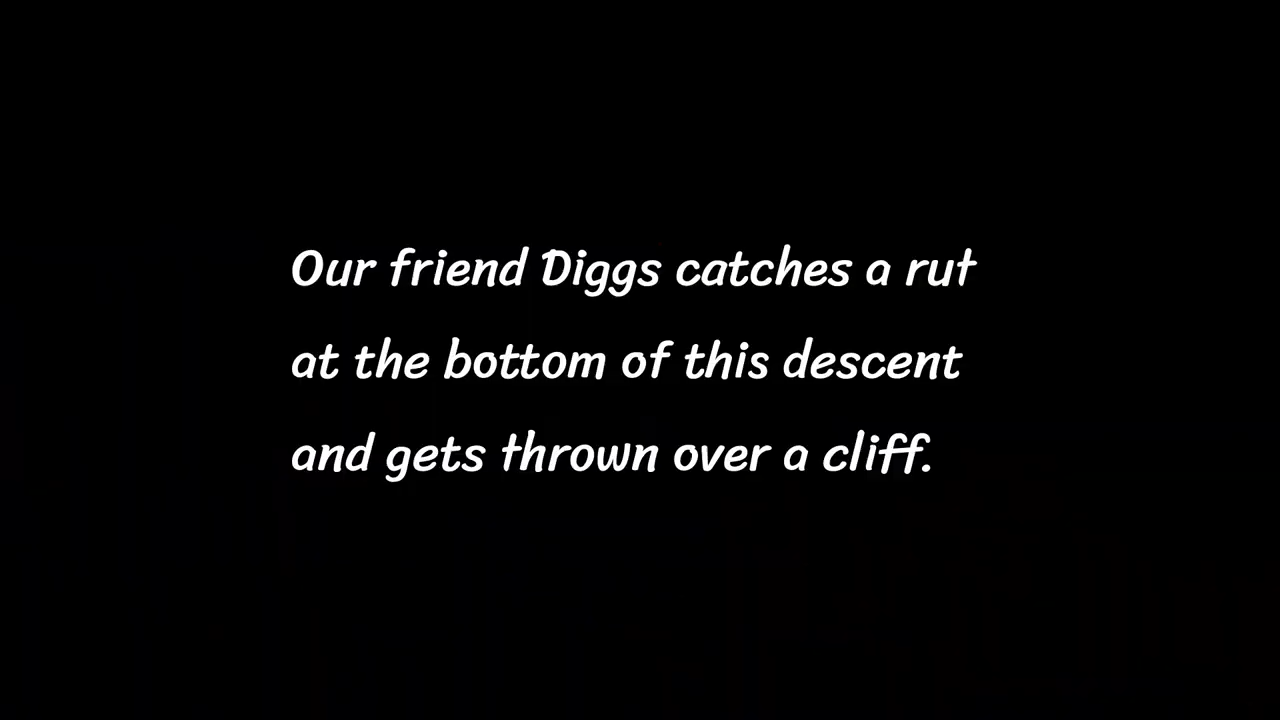 Our friend Diggs catches a rut
at the bottom of this descent
and gets thrown over a cliff.